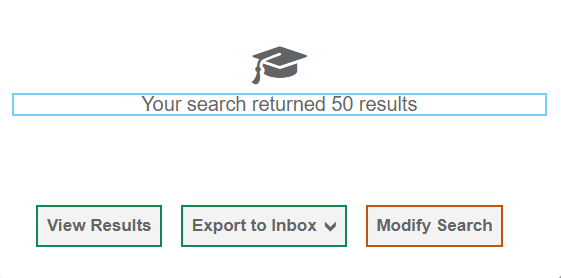 Your search returned 50 results
View Results
Export to Inbox
Modify Search